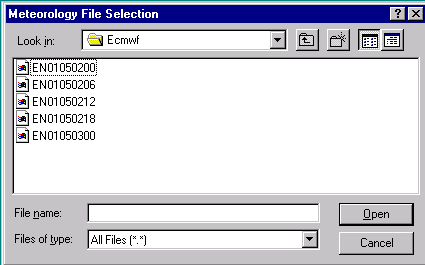 Meteorology File Selection
Look in: Ecmwf
EN01050200
EN01050206
EN01050212
EN01050218
EN01050300
File name: Open
Files of type: All Files (*.*) Cancel